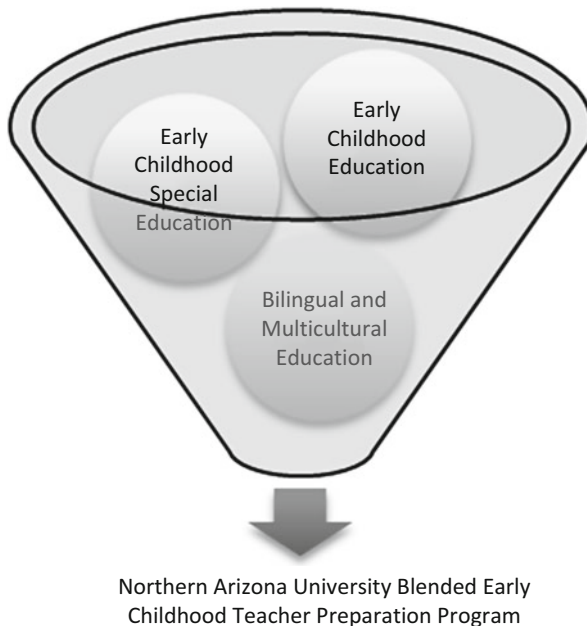 Early
Childhood
Special
Education
Early
Childhood
Education
Bilingual and
Multicultural
Education
Northern Arizona University Blended Early
Childhood Teacher Preparation Program